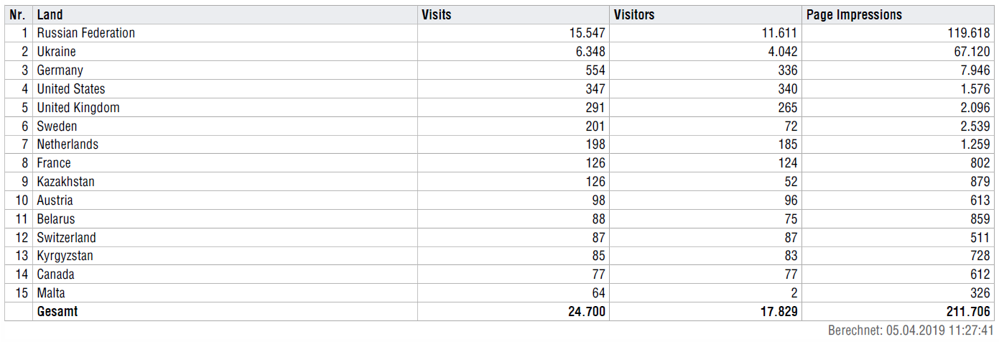 Nr. Land Visits Visitors Page Impressions
1 Russian Federation 15.547 11.611 119.618
2 Ukraine 6.348 4.042 67.120
3 Germany 554 336 7.946
4 United States 347 340 1.576
5 United Kingdom 291 265 2.096
6 Sweden 201 72 2.539
7 Netherlands 198 185 1.259
8 France 126 124 802
9 Kazakhstan 126 52 879
10 Austria 98 96 613
11 Belarus 88 75 859
12 Switzerland 87 87 511
13 Kyrgyzstan 85 83 728
14 Canada 77 77 612
15 Malta 64 2 326
Gesamt 24.700 17.829 211.706
Berechnet: 05.04.2019 11:27:41